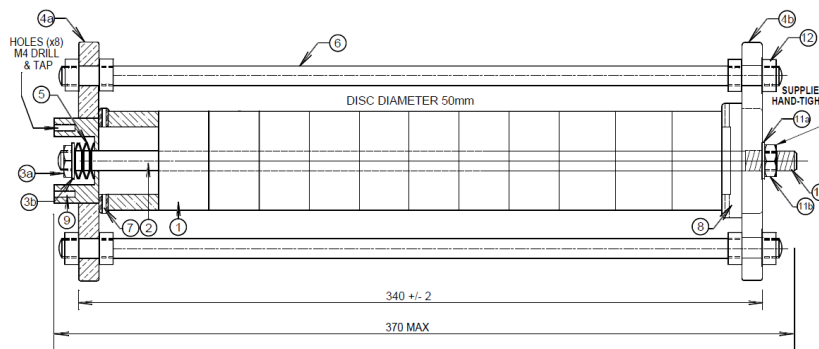 4a
6
4b
12
HOLES (x8)
M4 DRILL
& TAP
5
DISC DIAMETER 50mm
SUPPLIE
HAND-TIGH
11a
3a
3b
9
7
2
1
8
11b
1
340 +/- 2
370 MAX